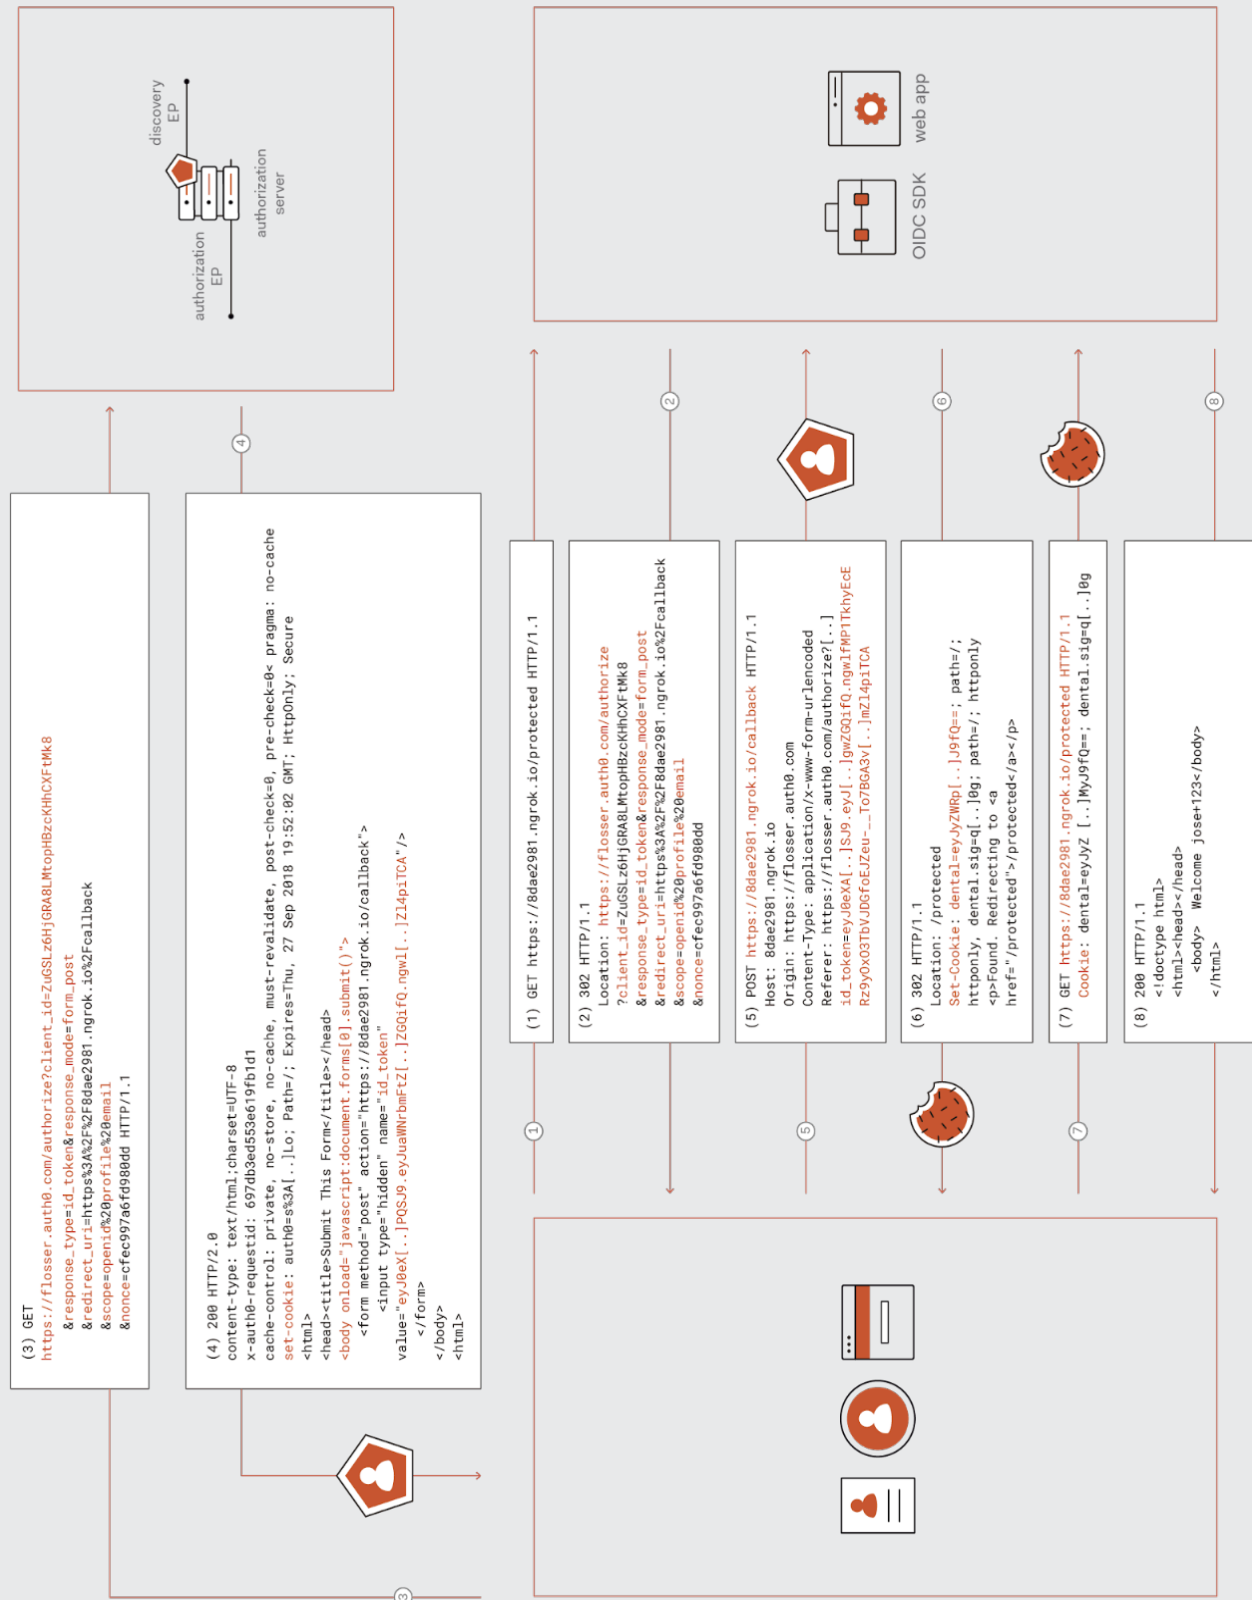 discovery
EP
authorization
EP
authorization
server
(3) GET
https://flosser.auth0.com/authorize?client_id=ZuGSLz6HjGRA8LMtopHBzcKHhCXFtMk8
&response_type=id_token&response_mode=form_post
&redirect_uri=https%3A%2F%2F8dae2981.ngrok.io%2Fcallback
&scope=openid%20profile%20email
&nonce=cfec997a6fd980dd HTTP/1.1
3
4
(4) 200 HTTP/2.0
content-type: text/html;charset=UTF-8
x-auth0-requestid: 697db3ed553e619fb1d1
cache-control: private, no-store, no-cache, must-revalidate, post-check=0, pre-check=0< pragma: no-cache
set-cookie: auth0=s%3A[..]Lo; Path=/; Expires=Thu, 27 Sep 2018 19:52:02 GMT; HttpOnly; Secure
<html>
<head><title>Submit This Form</title></head>
<body onload="javascript:document.forms[0].submit()">
<form method="post" action="https://8dae2981.ngrok.io/callback">
<input type="hidden" name="id_token"
value="eyJ0eX[..]PQSJ9.eyJuaWNrbmFtZ[..]ZGQifQ.ngwl[..]Zl4piTCA"/>
</form>
</body>
<html>
web app
OIDC SDK
1
(1) GET https://8dae2981.ngrok.io/protected HTTP/1.1
2
(2) 302 HTTP/1.1
Location: https://flosser.auth0.com/authorize
?client_id=ZuGSLz6HjGRA8LMtopHBzcKHhCXFtMk8
&response_type=id_token&response_mode=form_post
&redirect_uri=https%3A%2F%2F8dae2981.ngrok.io%2Fcallback
&scope=openid%20profile%20email
&nonce=cfec997a6fd980dd
5
(5) POST https://8dae2981.ngrok.io/callback HTTP/1.1
Host: 8dae2981.ngrok.io
Origin: https://flosser.auth0.com
Content-Type: application/x-www-form-urlencoded
Referer: https://flosser.auth0.com/authorize?[..]
id_token=eyJ0eXA[..]SJ9.eyJ[..]gwZGQifQ.ngwlfMP1TkhyEcE
Rz9yOxO3TbVJDGfoEJZeu-__To7BGA3v[..]mZl4piTCA
6
(6) 302 HTTP/1.1
Location: /protected
Set-Cookie: dental=eyJyZWRp[..]J9fQ==; path=/;
httponly, dental.sig=q[..]0g; path=/; httponly
<p>Found. Redirecting to <a
href="/protected">/protected</a></p>
7
(7) GET https://8dae2981.ngrok.io/protected HTTP/1.1
Cookie: dental=eyJyZ [..]MyJ9fQ==; dental.sig=q[..]0g
8
(8) 200 HTTP/1.1
<!doctype html>
<html><head></head>
<body> Welcome jose+123</body>
</html>